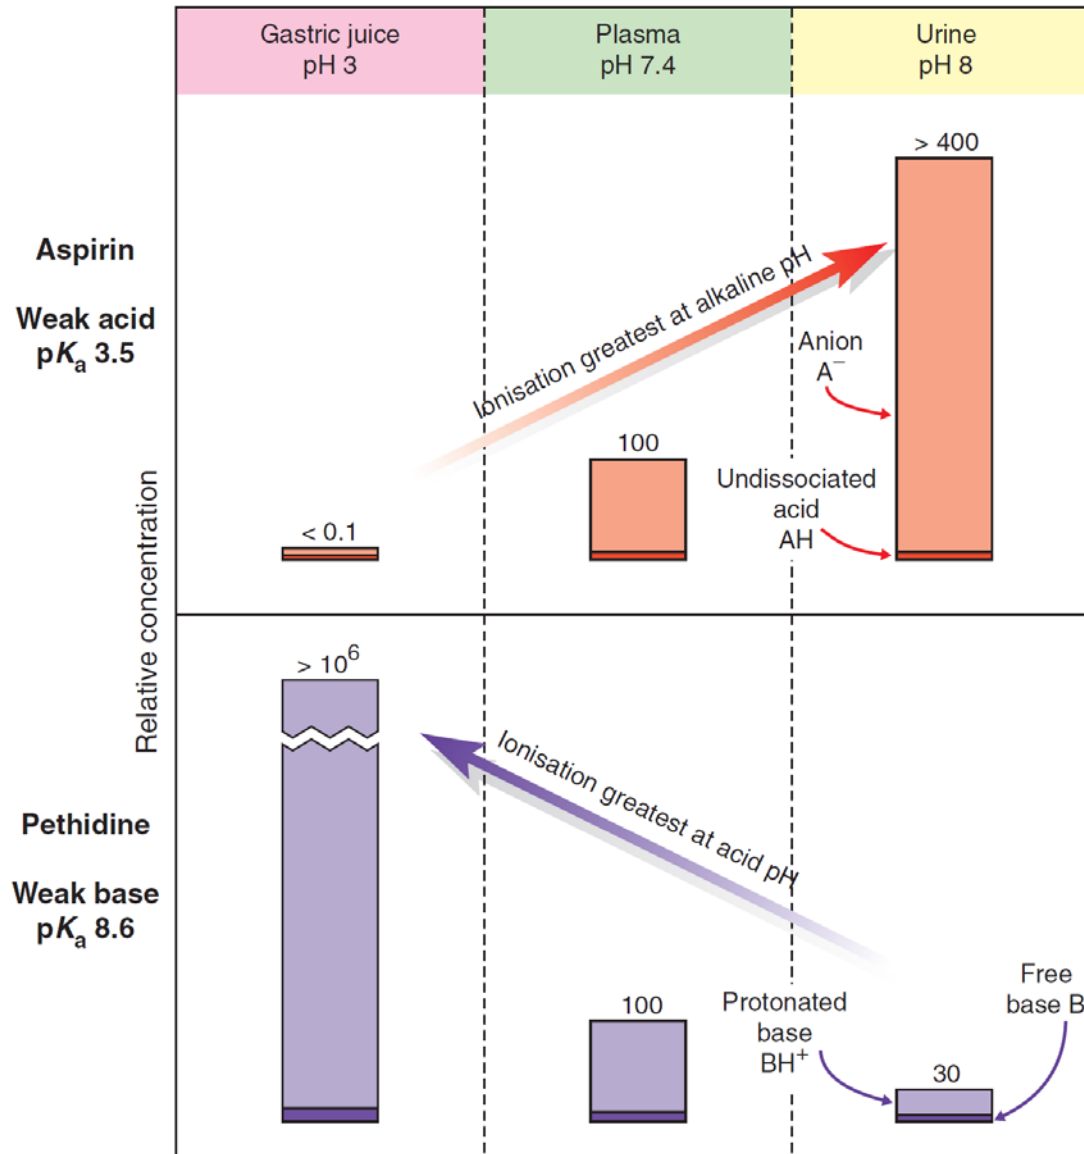 Gastric juice
pH 3
Plasma
pH 7.4
Urine
pH 8
Aspirin
Weak acid
pKa 3.5
Relative concentration
< 0.1
100
> 400
Ionisation greatest at alkaline pH
Anion
A⁻
Undissociated
acid
AH
Pethidine
Weak base
pKa 8.6
> 10⁶
100
30
Ionisation greatest at acid pH
Protonated
base
BH⁺
Free
base B